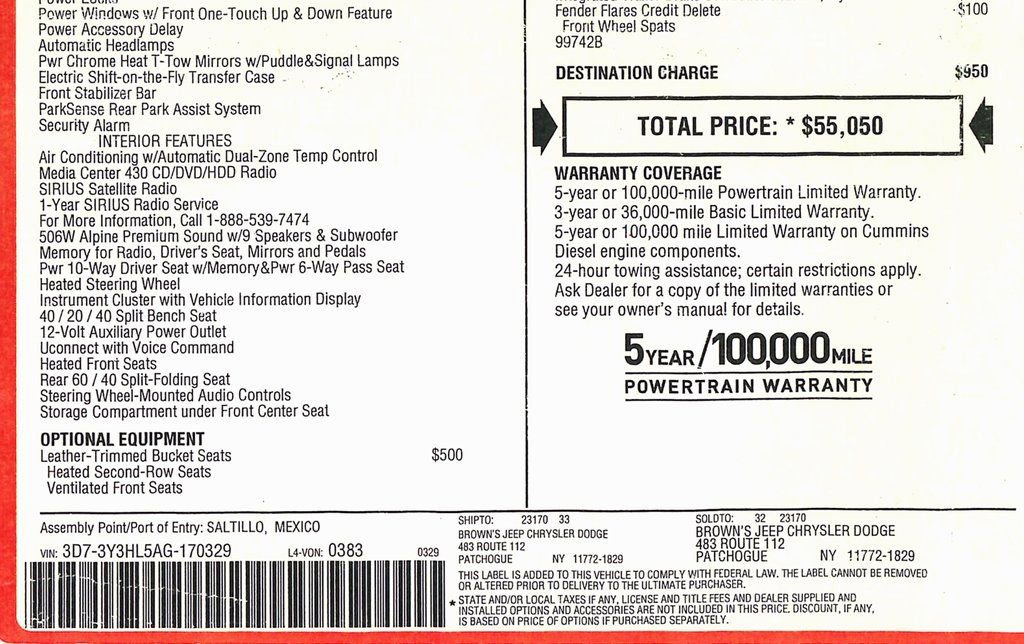 Power Windows w/ Front One-Touch Up & Down Feature
Power Accessory Delay
Automatic Headlamps
Pwr Chrome Heat T-Tow Mirrors w/Puddle&Signal Lamps
Electric Shift-on-the-Fly Transfer Case
Front Stabilizer Bar
ParkSense Rear Park Assist System
Security Alarm
INTERIOR FEATURES
Air Conditioning w/Automatic Dual-Zone Temp Control
Media Center 430 CD/DVD/HDD Radio
SIRIUS Satellite Radio
1-Year SIRIUS Radio Service
For More Information, Call 1-888-539-7474
506W Alpine Premium Sound w/9 Speakers & Subwoofer
Memory for Radio, Driver's Seat, Mirrors and Pedals
Pwr 10-Way Driver Seat w/Memory&Pwr 6-Way Pass Seat
Heated Steering Wheel
Instrument Cluster with Vehicle Information Display
40 / 20 / 40 Split Bench Seat
12-Volt Auxiliary Power Outlet
Uconnect with Voice Command
Heated Front Seats
Rear 60 / 40 Split-Folding Seat
Steering Wheel-Mounted Audio Controls
Storage Compartment under Front Center Seat
OPTIONAL EQUIPMENT
Leather-Trimmed Bucket Seats $500
Heated Second-Row Seats
Ventilated Front Seats
Fender Flares Credit Delete -$100
Front Wheel Spats
99742B
DESTINATION CHARGE $950
TOTAL PRICE: * $55,050
WARRANTY COVERAGE
5-year or 100,000-mile Powertrain Limited Warranty.
3-year or 36,000-mile Basic Limited Warranty.
5-year or 100,000 mile Limited Warranty on Cummins
Diesel engine components.
24-hour towing assistance; certain restrictions apply.
Ask Dealer for a copy of the limited warranties or
see your owner's manual for details.
5 YEAR/100,000 MILE
POWERTRAIN WARRANTY
Assembly Point/Port of Entry: SALTILLO, MEXICO
VIN: 3D7-3Y3HL5AG-170329 L4-VON: 0383 0329
SHIPTO: 23170 33
BROWN'S JEEP CHRYSLER DODGE
483 ROUTE 112
PATCHOGUE NY 11772-1829
SOLDTO: 32 23170
BROWN'S JEEP CHRYSLER DODGE
483 ROUTE 112
PATCHOGUE NY 11772-1829
THIS LABEL IS ADDED TO THIS VEHICLE TO COMPLY WITH FEDERAL LAW. THE LABEL CANNOT BE REMOVED
OR ALTERED PRIOR TO DELIVERY TO THE ULTIMATE PURCHASER.
* STATE AND/OR LOCAL TAXES IF ANY, LICENSE AND TITLE FEES AND DEALER SUPPLIED AND
INSTALLED OPTIONS AND ACCESSORIES ARE NOT INCLUDED IN THIS PRICE. DISCOUNT, IF ANY,
IS BASED ON PRICE OF OPTIONS IF PURCHASED SEPARATELY.